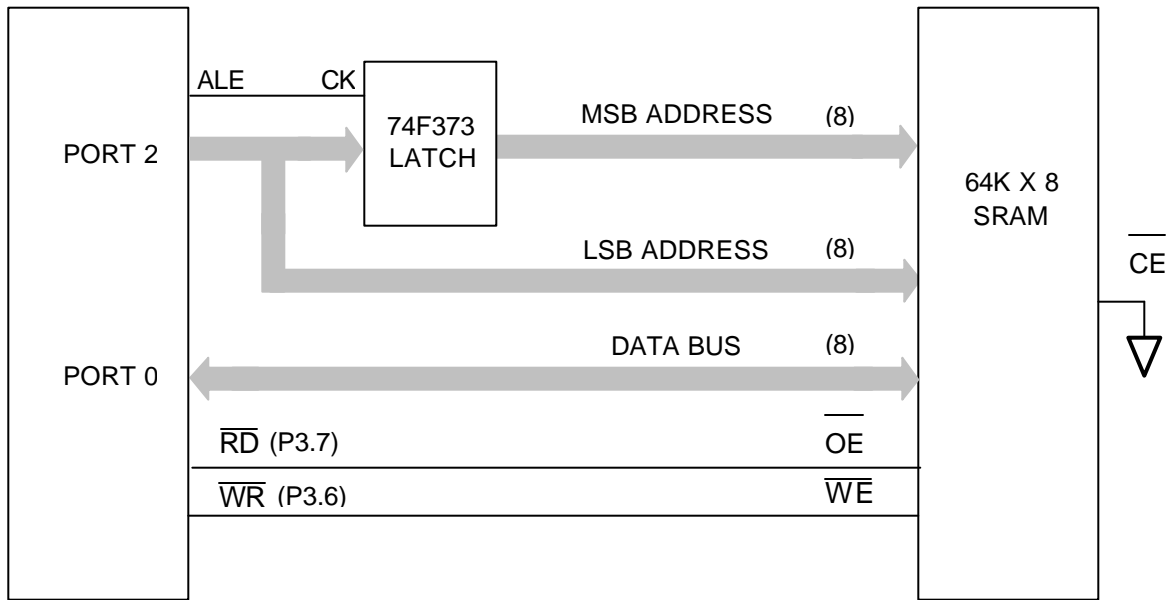 ALE CK
PORT 2
74F373
LATCH
MSB ADDRESS (8)
64K X 8
SRAM
LSB ADDRESS (8)
CE
DATA BUS (8)
PORT 0
RD (P3.7) OE
WR (P3.6) WE